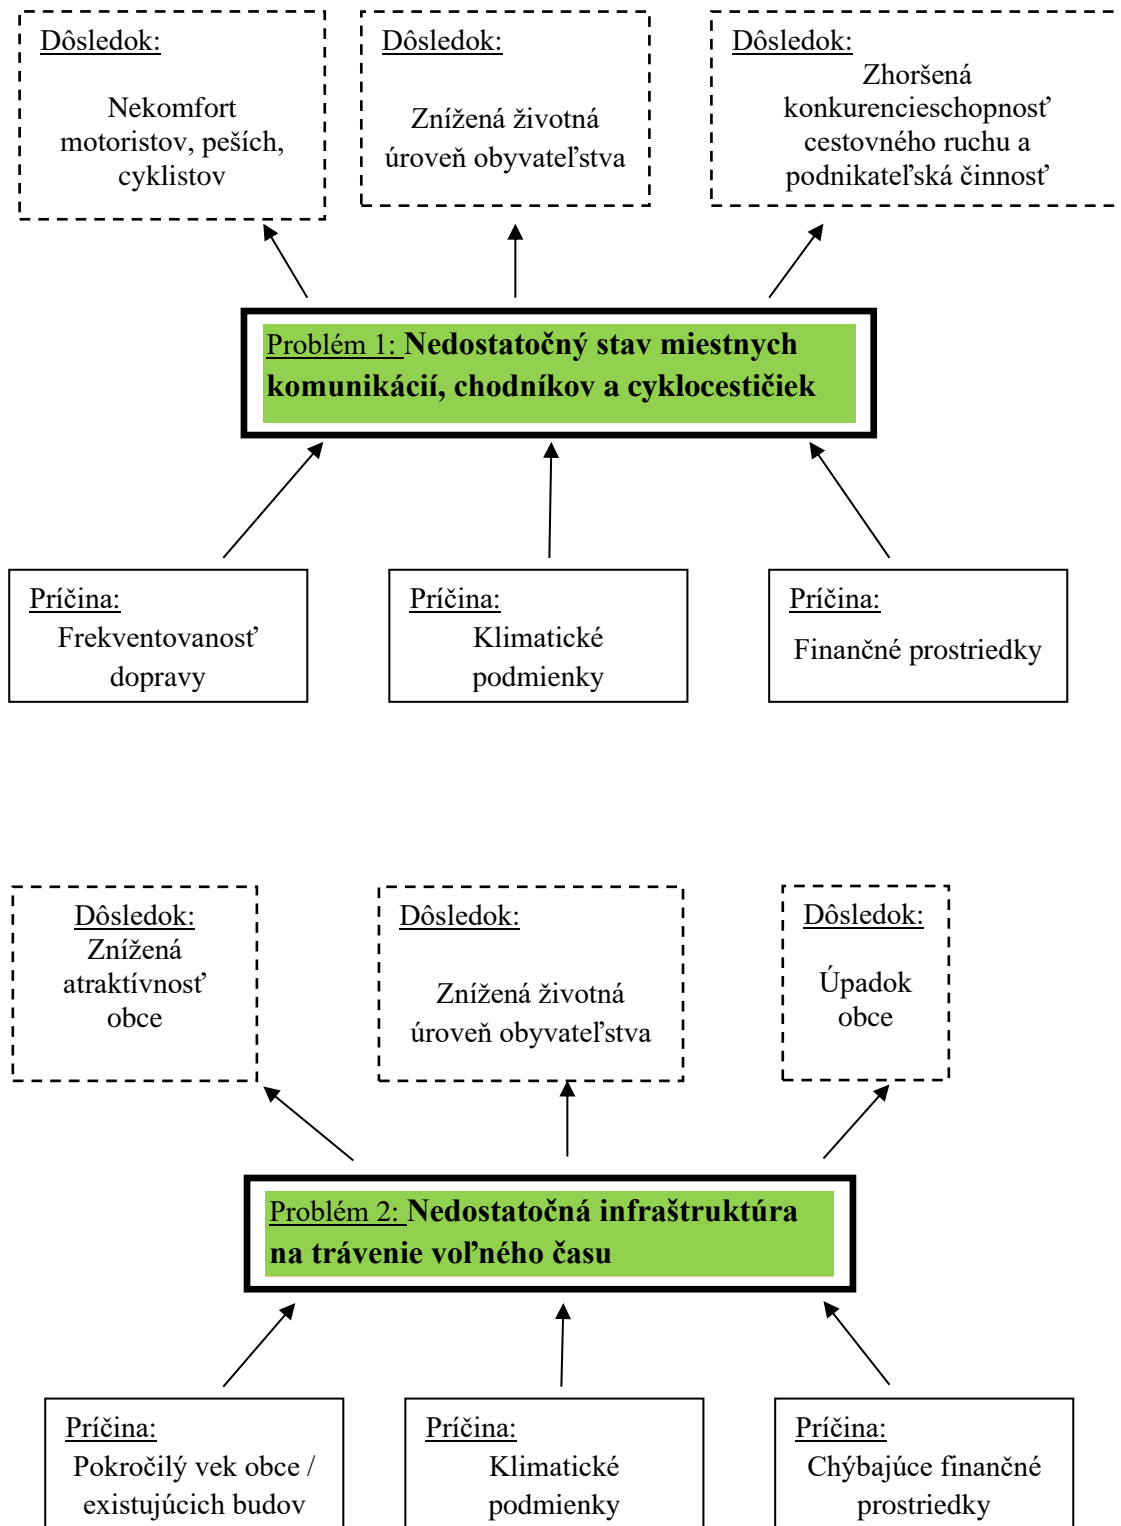 Dôsledok:
Nekomfort
motoristov, peších,
cyklistov
Dôsledok:
Znížená životná
úroveň obyvateľstva
Dôsledok:
Zhoršená
konkurencieschopnosť
cestovného ruchu a
podnikateľská činnosť
Problém 1: Nedostatočný stav miestnych
komunikácií, chodníkov a cyklocestičiek
Príčina:
Frekventovanosť
dopravy
Príčina:
Klimatické
podmienky
Príčina:
Finančné prostriedky
Dôsledok:
Znížená
atraktívnosť
obce
Dôsledok:
Znížená životná
úroveň obyvateľstva
Dôsledok:
Úpadok
obce
Problém 2: Nedostatočná infraštruktúra
na trávenie voľného času
Príčina:
Pokročilý vek obce /
existujúcich budov
Príčina:
Klimatické
podmienky
Príčina:
Chýbajúce finančné
prostriedky